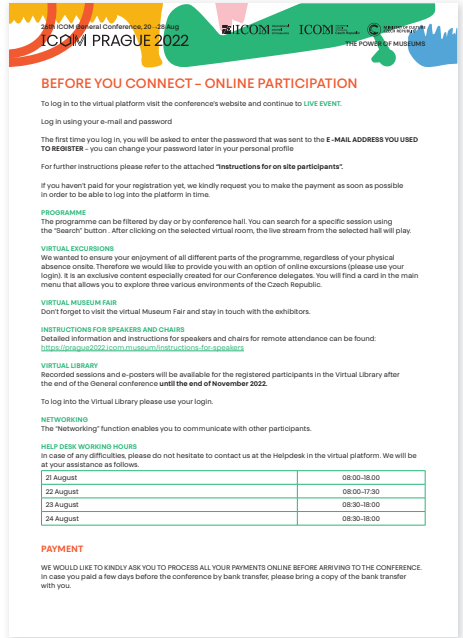 26th ICOM General Conference, 20 - 28 Aug
ICOM PRAGUE 2022
ICOM
ICOM
Czech Republic
MINISTRY OF CULTURE
CZECH REPUBLIC
THE POWER OF MUSEUMS
BEFORE YOU CONNECT – ONLINE PARTICIPATION
To log in to the virtual platform visit the conference's website and continue to LIVE EVENT.
Log in using your e-mail and password
The first time you log in, you will be asked to enter the password that was sent to the E -MAIL ADDRESS YOU USED
TO REGISTER – you can change your password later in your personal profile
For further instructions please refer to the attached "Instructions for on site participants".
If you haven't paid for your registration yet, we kindly request you to make the payment as soon as possible
in order to be able to log into the platform in time.
PROGRAMME
The programme can be filtered by day or by conference hall. You can search for a specific session using
the "Search" button . After clicking on the selected virtual room, the live stream from the selected hall will play.
VIRTUAL EXCURSIONS
We wanted to ensure your enjoyment of all different parts of the programme, regardless of your physical
absence onsite. Therefore we would like to provide you with an option of online excursions (please use your
login). It is an exclusive content especially created for our Conference delegates. You will find a card in the main
menu that allows you to explore three various environments of the Czech Republic.
VIRTUAL MUSEUM FAIR
Don't forget to visit the virtual Museum Fair and stay in touch with the exhibitors.
INSTRUCTIONS FOR SPEAKERS AND CHAIRS
Detailed information and instructions for speakers and chairs for remote attendance can be found:
https://prague2022.icom.museum/instructions-for-speakers
VIRTUAL LIBRARY
Recorded sessions and e-posters will be available for the registered participants in the Virtual Library after
the end of the General conference until the end of November 2022.
To log into the Virtual Library please use your login.
NETWORKING
The "Networking" function enables you to communicate with other participants.
HELP DESK WORKING HOURS
In case of any difficulties, please do not hesitate to contact us at the Helpdesk in the virtual platform. We will be
at your assistance as follows.
21 August 08:00-18.00
22 August 08:00-17:30
23 August 08:30-18:00
24 August 08:30-18:00
PAYMENT
WE WOULD LIKE TO KINDLY ASK YOU TO PROCESS ALL YOUR PAYMENTS ONLINE BEFORE ARRIVING TO THE CONFERENCE.
In case you paid a few days before the conference by bank transfer, please bring a copy of the bank transfer
with you.